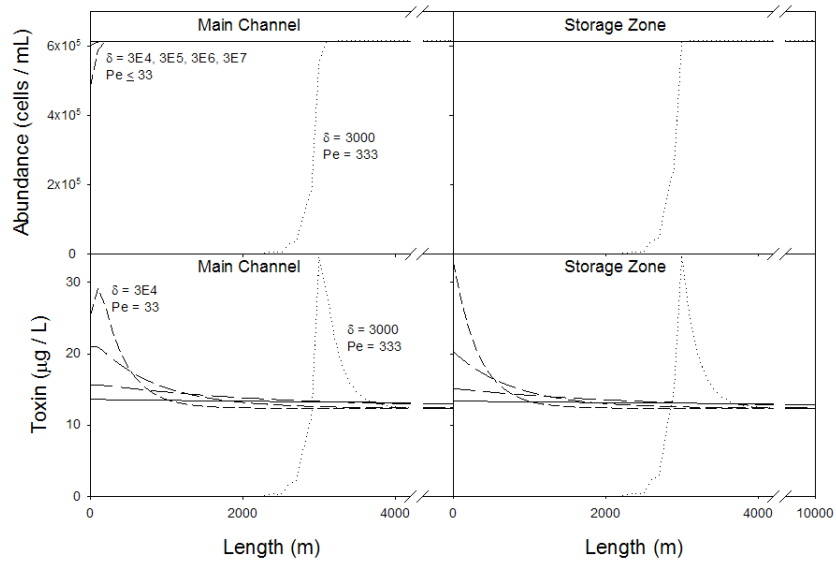 Main Channel
Storage Zone
Abundance (cells / mL)
6x10⁵
4x10⁵
2x10⁵
0
δ = 3E4, 3E5, 3E6, 3E7
Pe ≤ 33
δ = 3000
Pe = 333
Main Channel
Storage Zone
Toxin (µg / L)
30
20
10
0
δ = 3E4
Pe = 33
δ = 3000
Pe = 333
0
2000
4000
0
2000
4000
10000
Length (m)
Length (m)